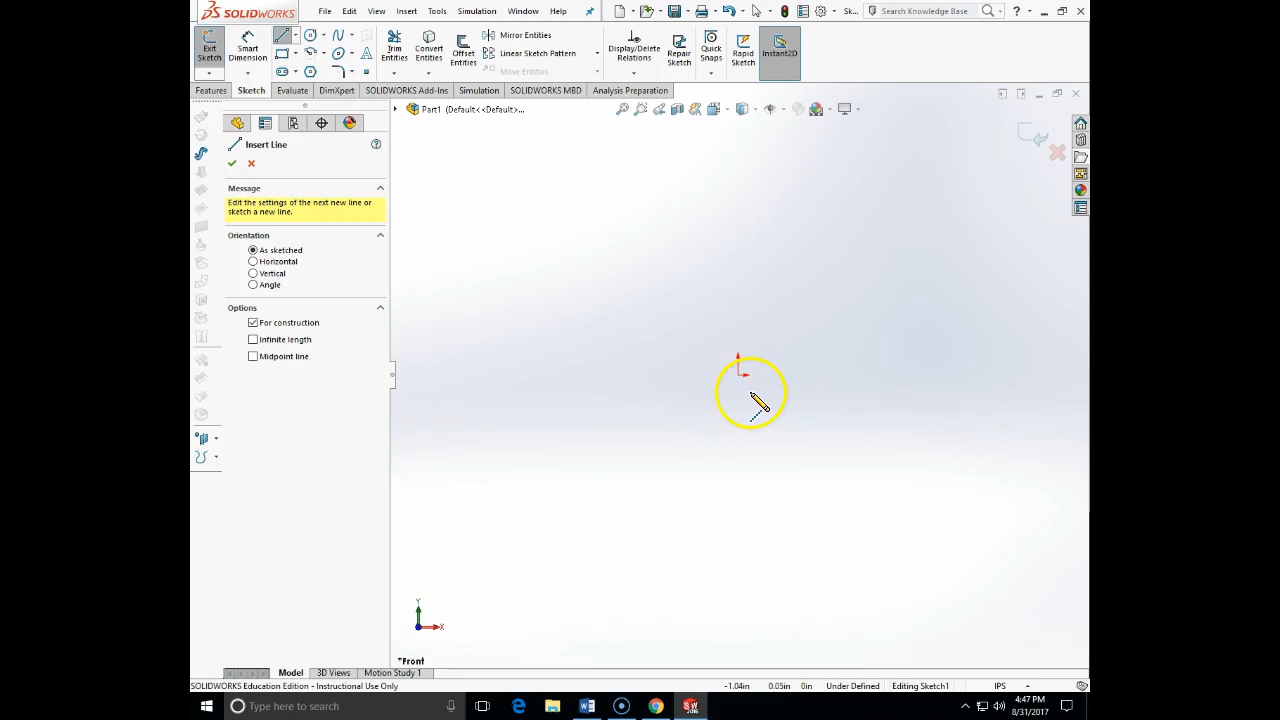 SOLIDWORKS
File Edit View Insert Tools Simulation Window Help
Sk...
Search Knowledge Base
?
Exit Sketch
Smart Dimension
Trim Entities
Convert Entities
Offset Entities
Mirror Entities
Linear Sketch Pattern
Move Entities
Display/Delete Relations
Repair Sketch
Quick Snaps
Rapid Sketch
Instant2D
Features Sketch Evaluate DimXpert SOLIDWORKS Add-Ins Simulation SOLIDWORKS MBD Analysis Preparation
Part1 (Default<<Default>...
Insert Line
Message
Edit the settings of the next new line or
sketch a new line.
Orientation
As sketched
Horizontal
Vertical
Angle
Options
For construction
Infinite length
Midpoint line
Y
X
*Front
Model 3D Views Motion Study 1
SOLIDWORKS Education Edition - Instructional Use Only
-1.04in 0.05in 0in Under Defined Editing Sketch1 IPS
Type here to search
4:47 PM
8/31/2017